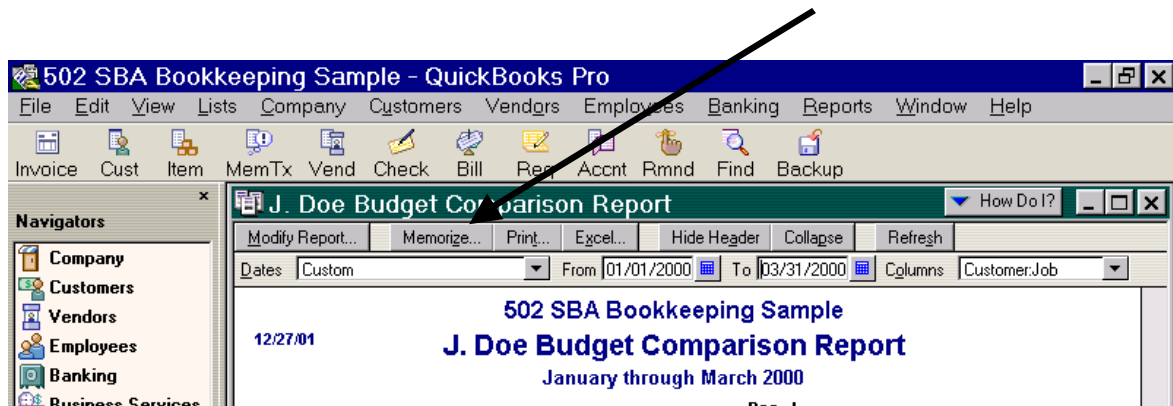 502 SBA Bookkeeping Sample - QuickBooks Pro
File Edit View Lists Company Customers Vendors Employees Banking Reports Window Help
Invoice Cust Item MemTx Vend Check Bill Reg Accnt Rmnd Find Backup
Navigators
J. Doe Budget Comparison Report How Do I?
Modify Report... Memorize... Print... Excel... Hide Header Collapse Refresh
Dates Custom From 01/01/2000 To 03/31/2000 Columns Customer:Job
Company
Customers
Vendors
Employees
Banking
Business Services
502 SBA Bookkeeping Sample
12/27/01 J. Doe Budget Comparison Report
January through March 2000